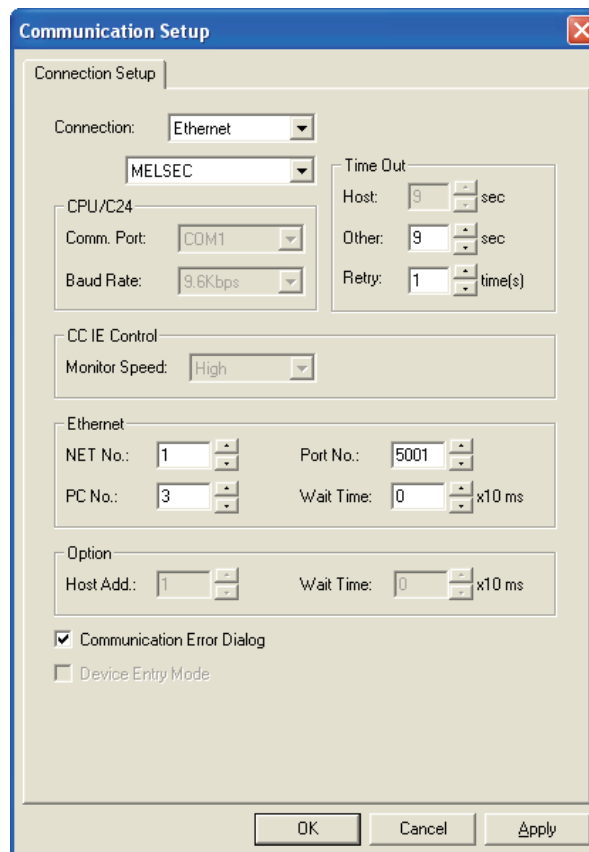 Communication Setup
Connection Setup
Connection: Ethernet
MELSEC
Time Out
Host: 9 sec
CPU/C24
Comm. Port: COM1
Other: 9 sec
Baud Rate: 9.6Kbps
Retry: 1 time(s)
CC IE Control
Monitor Speed: High
Ethernet
NET No.: 1 Port No.: 5001
PC No.: 3 Wait Time: 0 x10 ms
Option
Host Add.: 1 Wait Time: 0 x10 ms
Communication Error Dialog
Device Entry Mode
OK Cancel Apply